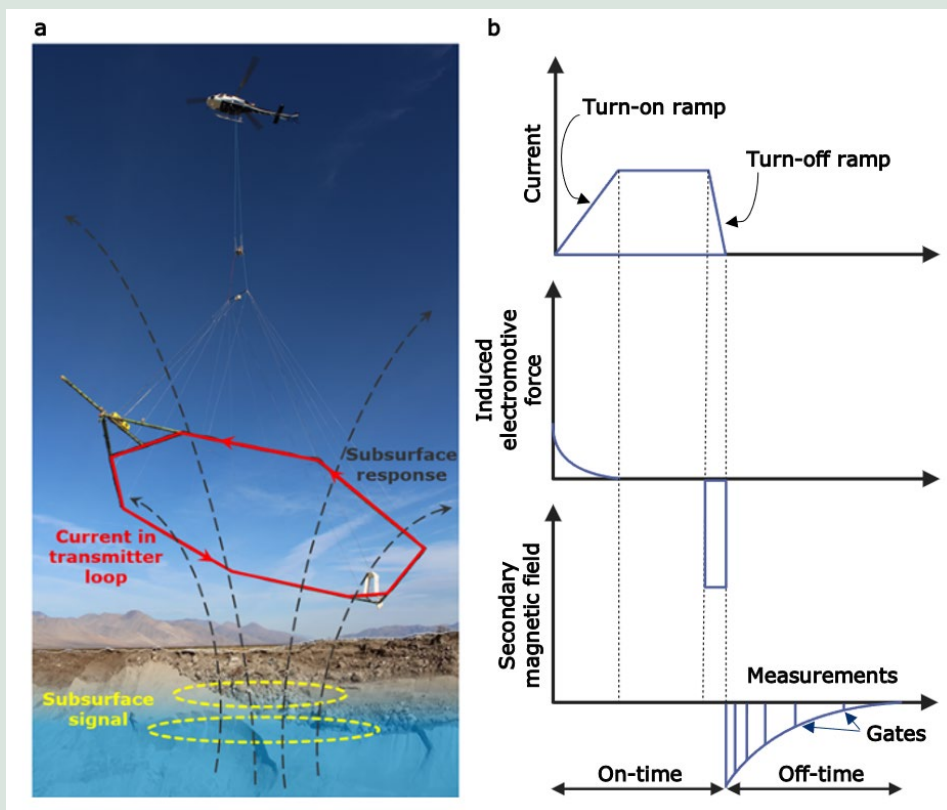 a
Subsurface
response
Current in
transmitter
loop
Subsurface
signal
b
Current
Turn-on ramp
Turn-off ramp
Induced
electromotive
force
Secondary
magnetic field
Measurements
Gates
On-time
Off-time